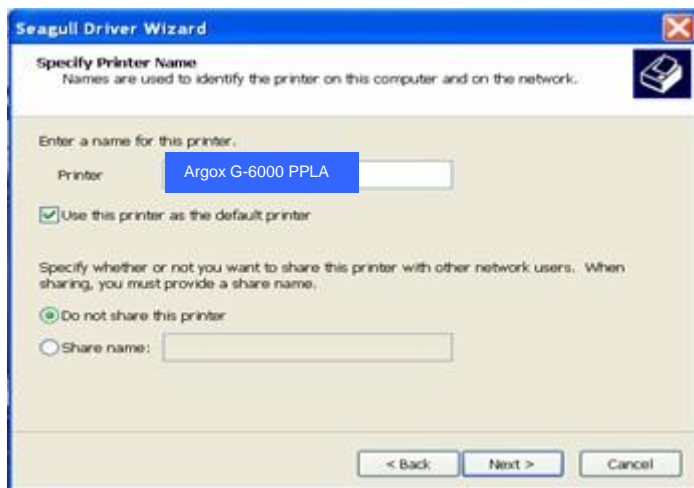 Seagull Driver Wizard
Specify Printer Name
Names are used to identify the printer on this computer and on the network.
Enter a name for this printer.
Printer
Argox G-6000 PPLA
Use this printer as the default printer
Specify whether or not you want to share this printer with other network users. When
sharing, you must provide a share name.
Do not share this printer
Share name:
< Back
Next >
Cancel